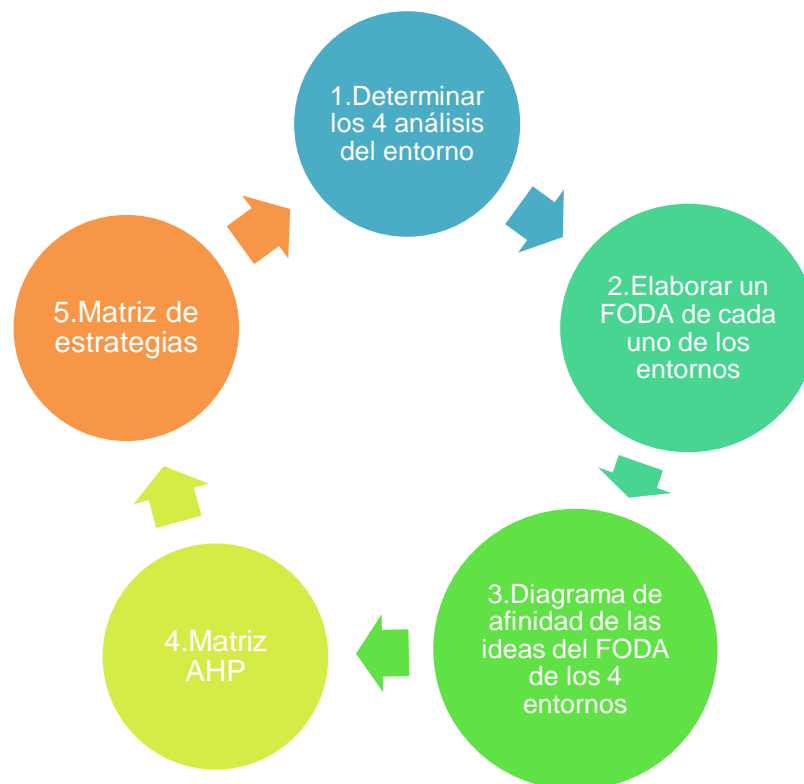 1.Determinar
los 4 análisis
del entorno
2.Elaborar un
FODA de cada
uno de los
entornos
3.Diagrama de
afinidad de las
ideas del FODA
de los 4
entornos
4.Matriz
AHP
5.Matriz de
estrategias